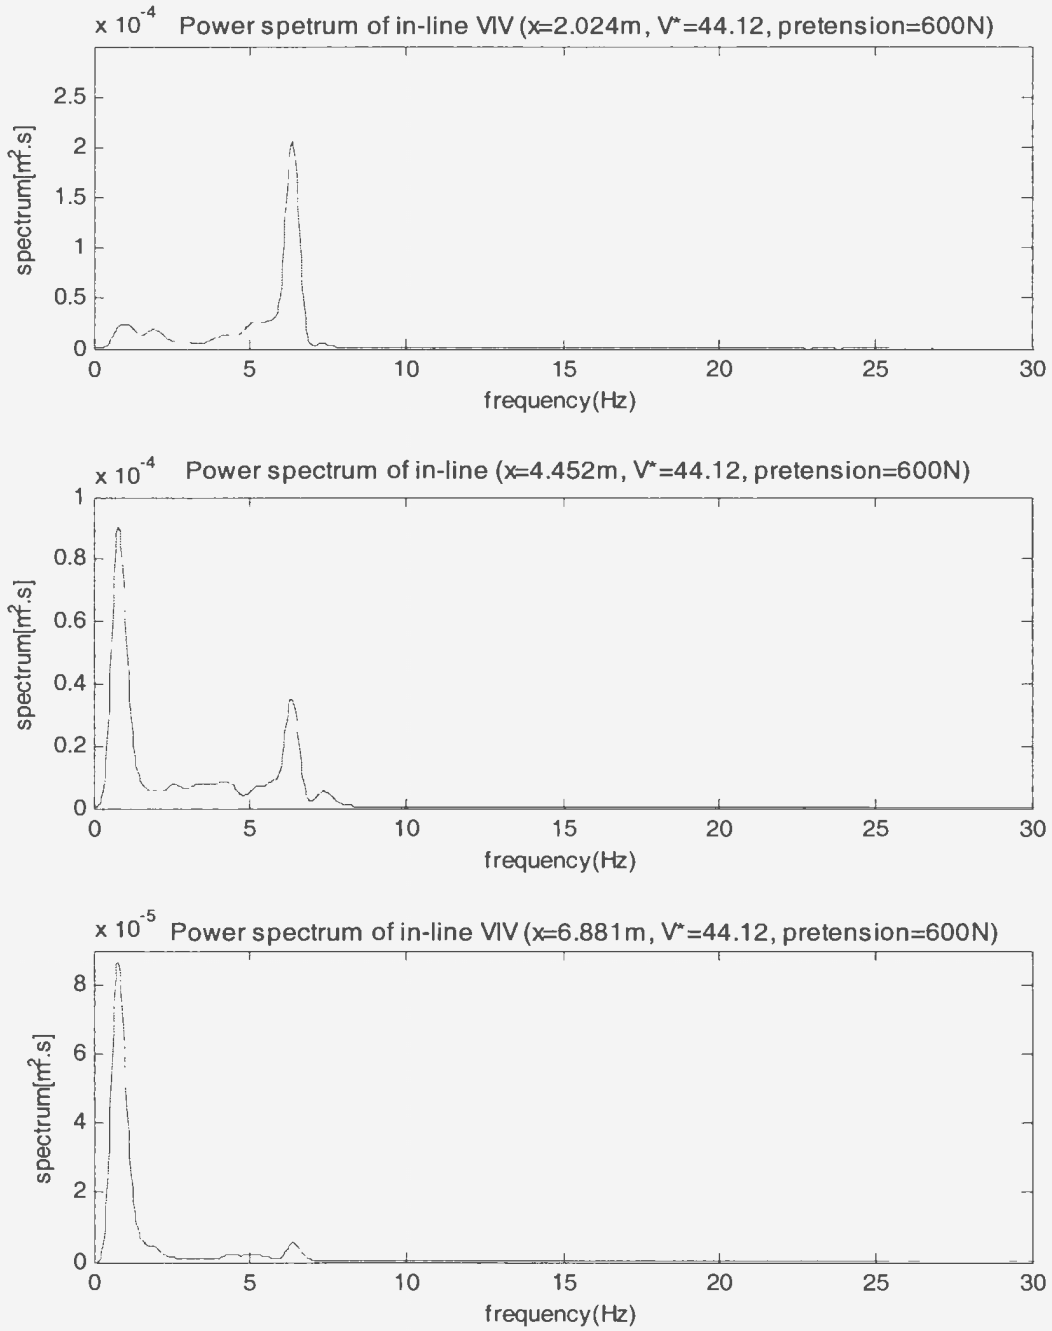 x 10-4 Power spetrum of in-line VIV (x=2.024m, V*=44.12, pretension=600N)
2.5
2
1.5
1
0.5
0
spectrum[m².s]
0 5 10 15 20 25 30
frequency(Hz)
x 10-4 Power spectrum of in-line (x=4.452m, V*=44.12, pretension=600N)
1
0.8
0.6
0.4
0.2
0
spectrum[m².s]
0 5 10 15 20 25 30
frequency(Hz)
x 10-5 Power spectrum of in-line VIV (x=6.881m, V*=44.12, pretension=600N)
8
6
4
2
0
spectrum[m².s]
0 5 10 15 20 25 30
frequency(Hz)